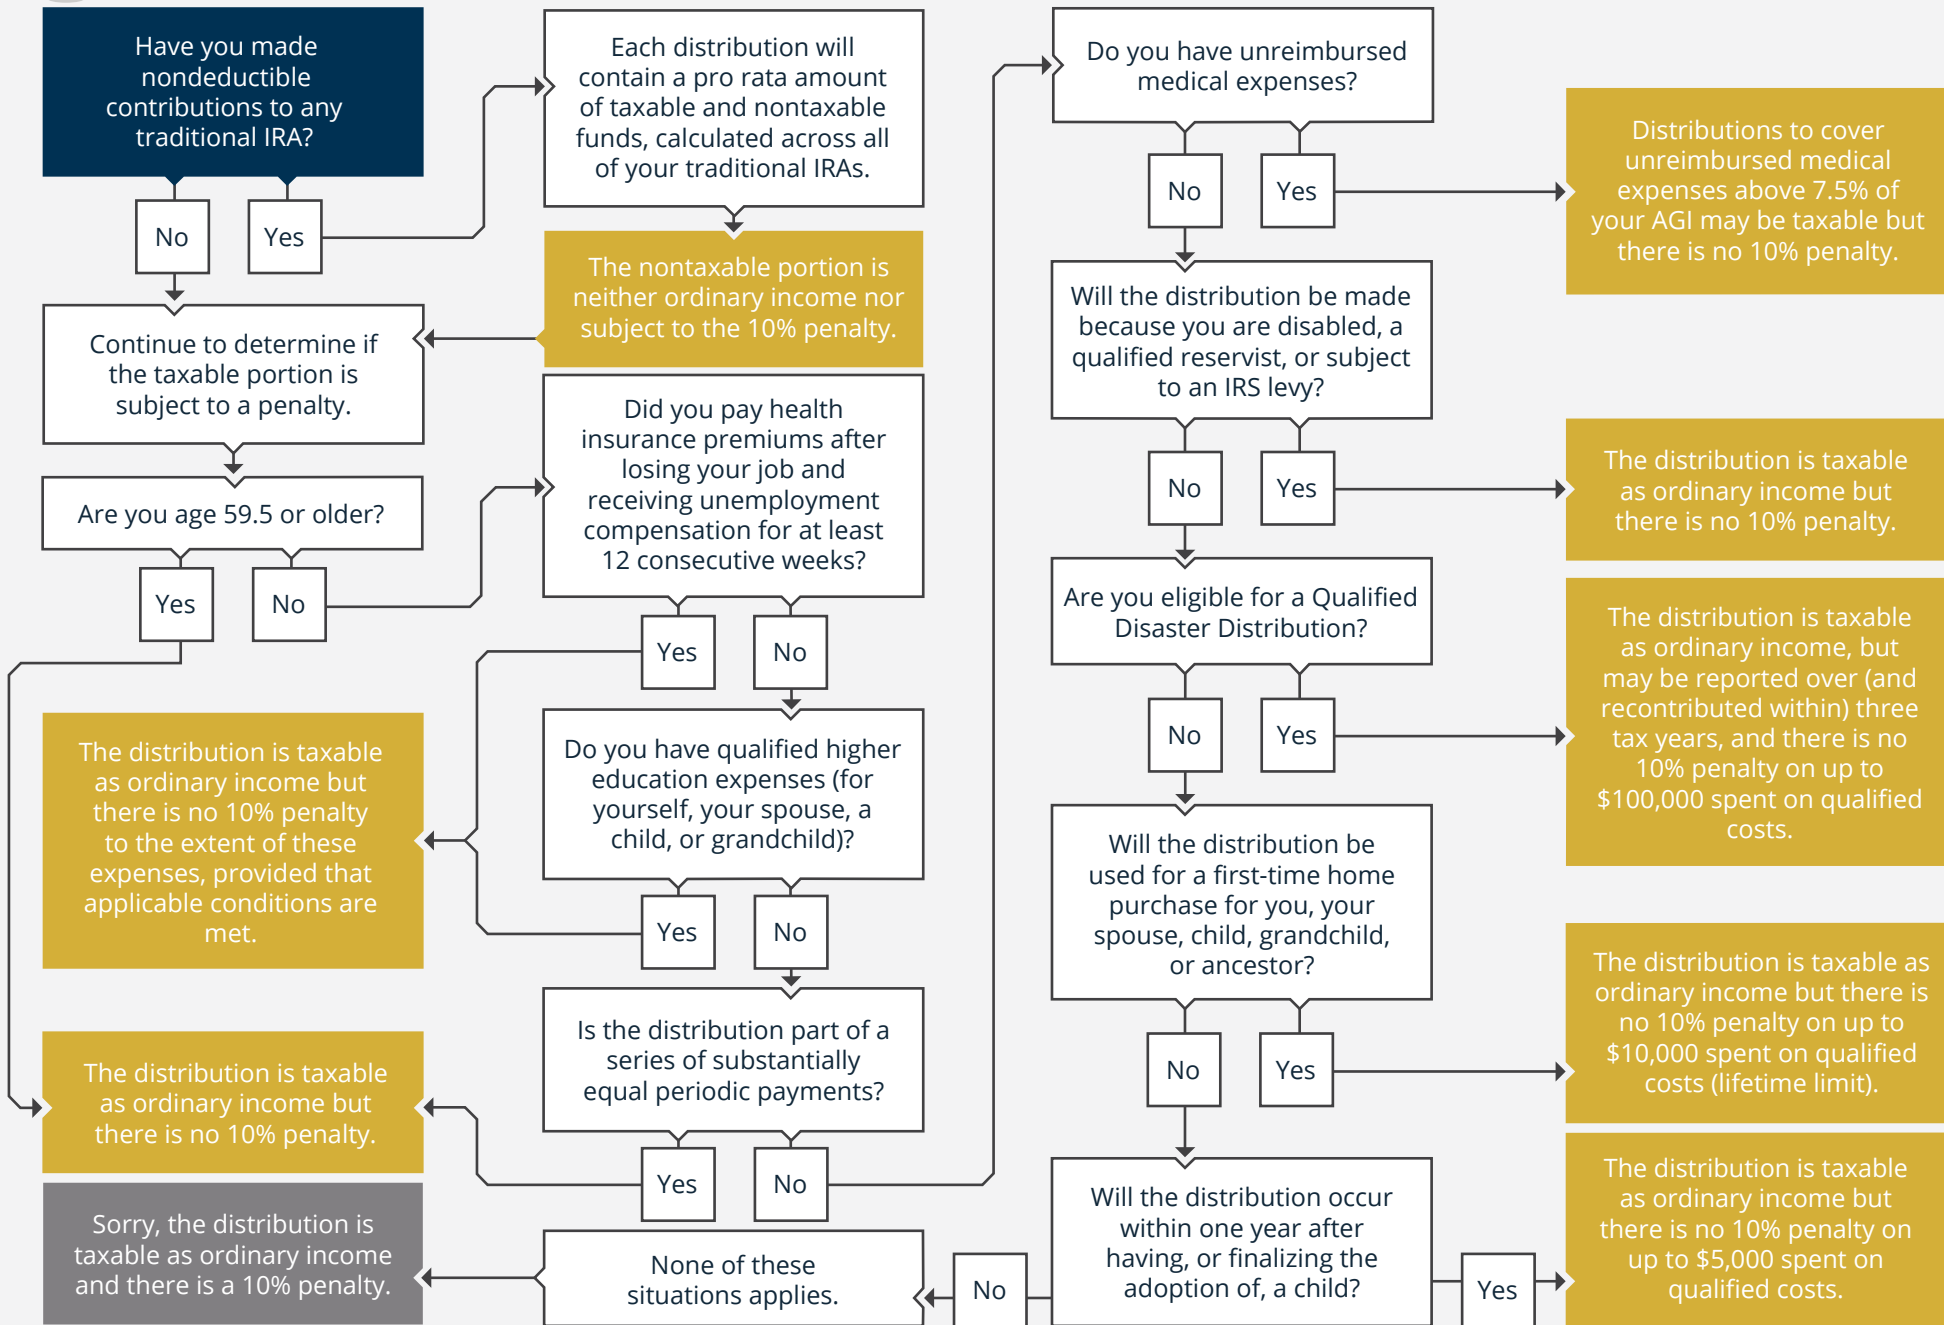 Have you made
nondeductible
contributions to any
traditional IRA?
No
Yes
Each distribution will
contain a pro rata amount
of taxable and nontaxable
funds, calculated across all
of your traditional IRAs.
The nontaxable portion is
neither ordinary income nor
subject to the 10% penalty.
Continue to determine if
the taxable portion is
subject to a penalty.
Are you age 59.5 or older?
Yes
No
Did you pay health
insurance premiums after
losing your job and
receiving unemployment
compensation for at least
12 consecutive weeks?
Yes
No
The distribution is taxable
as ordinary income but
there is no 10% penalty
to the extent of these
expenses, provided that
applicable conditions are
met.
Do you have qualified higher
education expenses (for
yourself, your spouse, a
child, or grandchild)?
Yes
No
Is the distribution part of a
series of substantially
equal periodic payments?
Yes
No
The distribution is taxable
as ordinary income but
there is no 10% penalty.
Do you have unreimbursed
medical expenses?
No
Yes
Distributions to cover
unreimbursed medical
expenses above 7.5% of
your AGI may be taxable but
there is no 10% penalty.
Will the distribution be made
because you are disabled, a
qualified reservist, or subject
to an IRS levy?
No
Yes
The distribution is taxable
as ordinary income but
there is no 10% penalty.
Are you eligible for a Qualified
Disaster Distribution?
No
Yes
The distribution is taxable
as ordinary income, but
may be reported over (and
recontributed within) three
tax years, and there is no
10% penalty on up to
$100,000 spent on qualified
costs.
Will the distribution be
used for a first-time home
purchase for you, your
spouse, child, grandchild,
or ancestor?
No
Yes
The distribution is taxable as
ordinary income but there is
no 10% penalty on up to
$10,000 spent on qualified
costs (lifetime limit).
Will the distribution occur
within one year after
having, or finalizing the
adoption of, a child?
No
Yes
The distribution is taxable
as ordinary income but
there is no 10% penalty on
up to $5,000 spent on
qualified costs.
None of these
situations applies.
Sorry, the distribution is
taxable as ordinary income
and there is a 10% penalty.